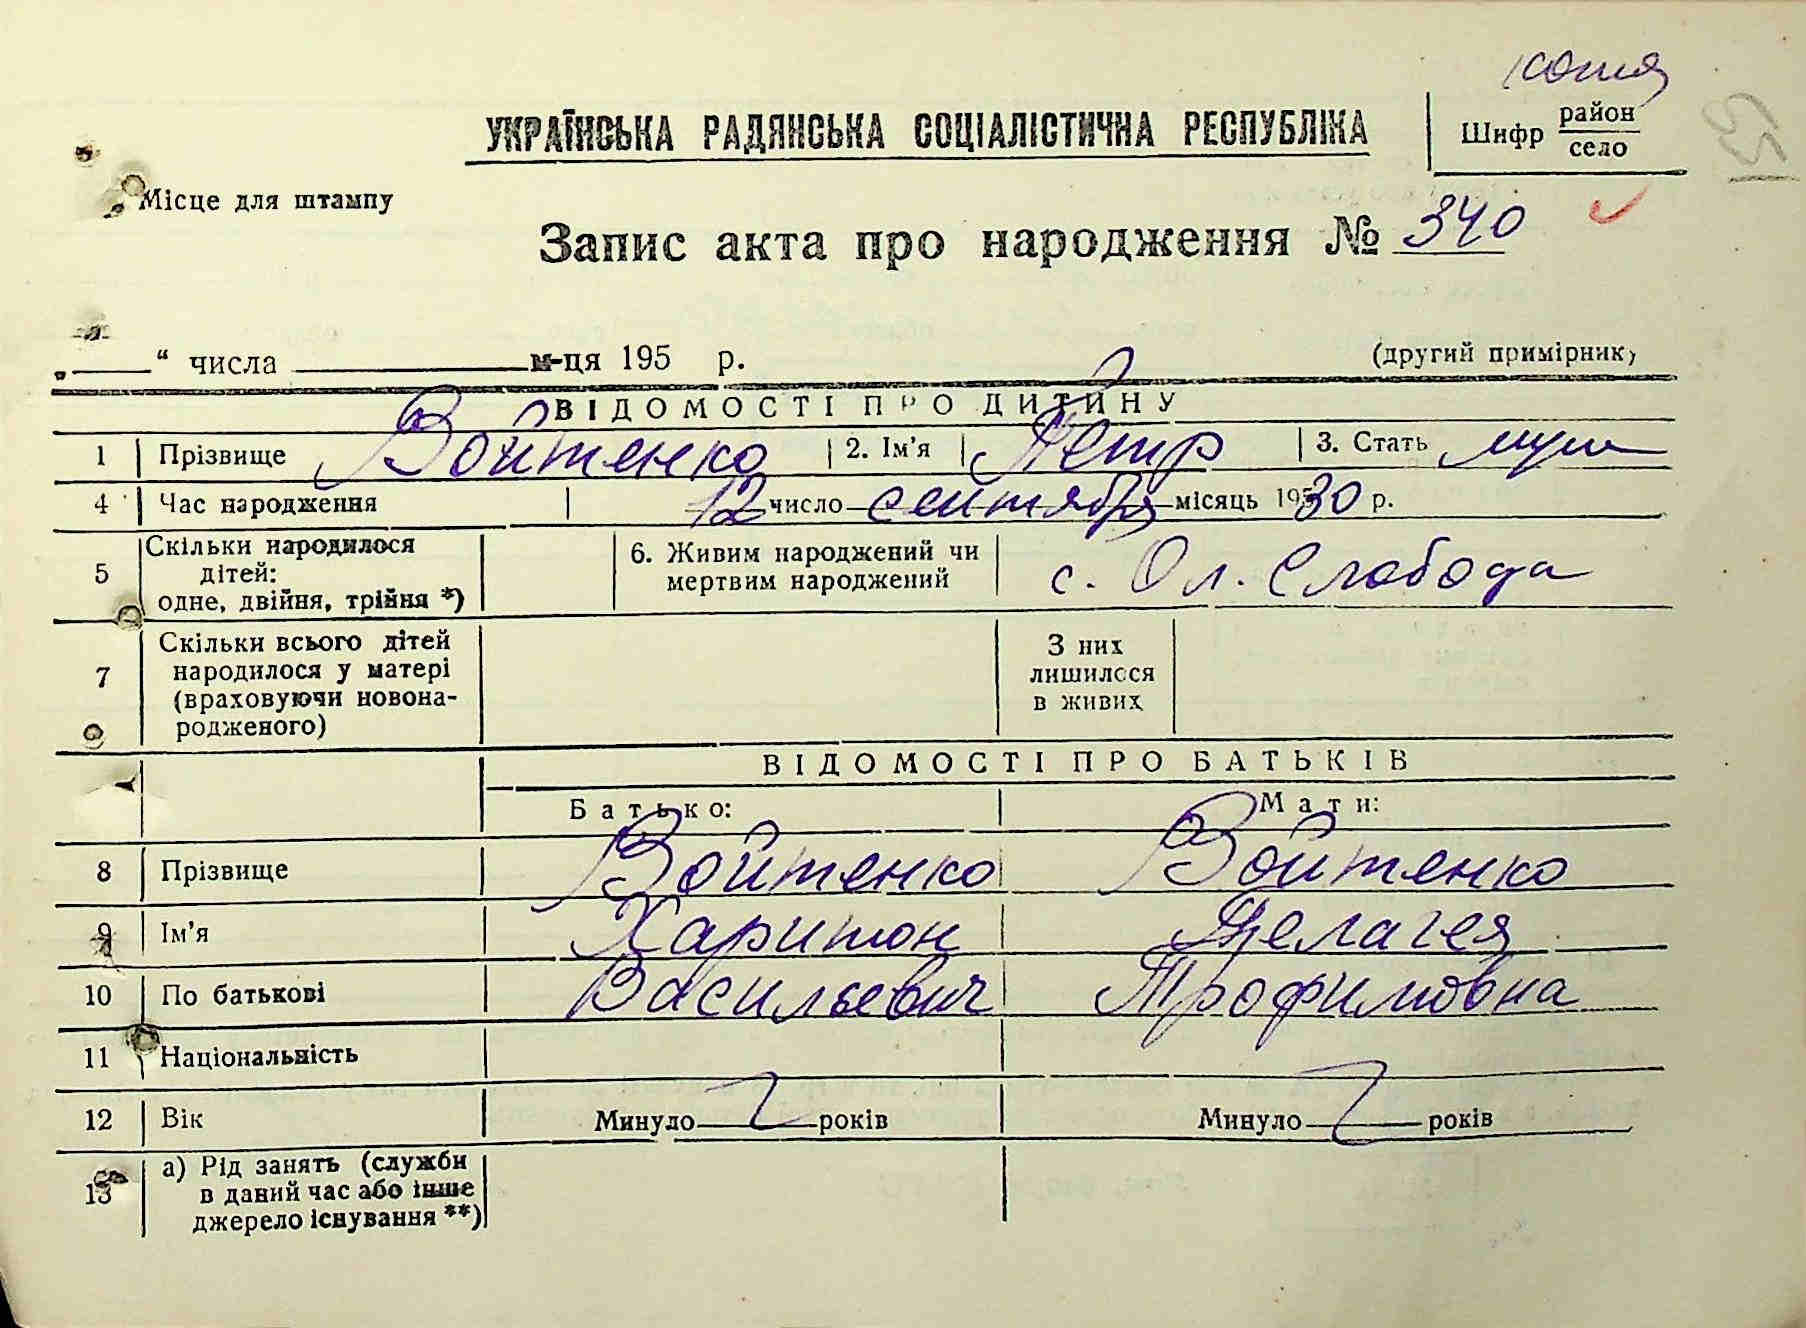 копия
УКРАЇНСЬКА РАДЯНСЬКА СОЦІАЛІСТИЧНА РЕСПУБЛІКА
Шифр район
село
Місце для штампу
Запис акта про народження № 340
„ “ числа м-ця 195 р. (другий примірник)
ВІДОМОСТІ ПРО ДИТИНУ
1 Прізвище Войтенко 2. Ім’я Петр 3. Стать муж
4 Час народження 12 число сентября місяць 1930 р.
5 Скільки народилося дітей: одне, двійня, трійня *) 6. Живим народжений чи мертвим народжений с. Ол. Слобода
7 Скільки всього дітей народилося у матері (враховуючи новона-
родженого) З них лишилося в живих
ВІДОМОСТІ ПРО БАТЬКІВ
Батько: Мати:
8 Прізвище Войтенко Войтенко
9 Ім’я Харитон Пелагея
10 По батькові Васильевич Трофимовна
11 Національність
12 Вік Минуло років Минуло років
13 а) Рід занять (служби в даний час або інше джерело існування **)